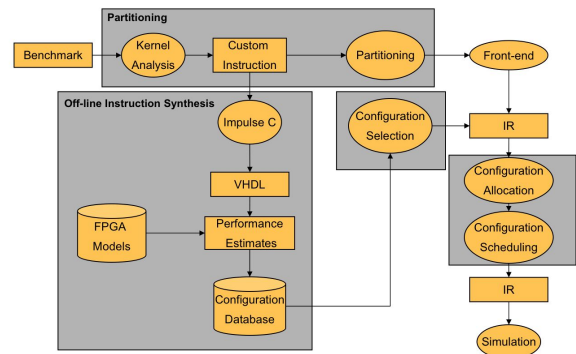 Partitioning
Benchmark
Kernel
Analysis
Custom
Instruction
Partitioning
Front-end
Off-line Instruction Synthesis
Impulse C
Configuration
Selection
IR
VHDL
Configuration
Allocation
FPGA
Models
Performance
Estimates
Configuration
Scheduling
Configuration
Database
IR
Simulation